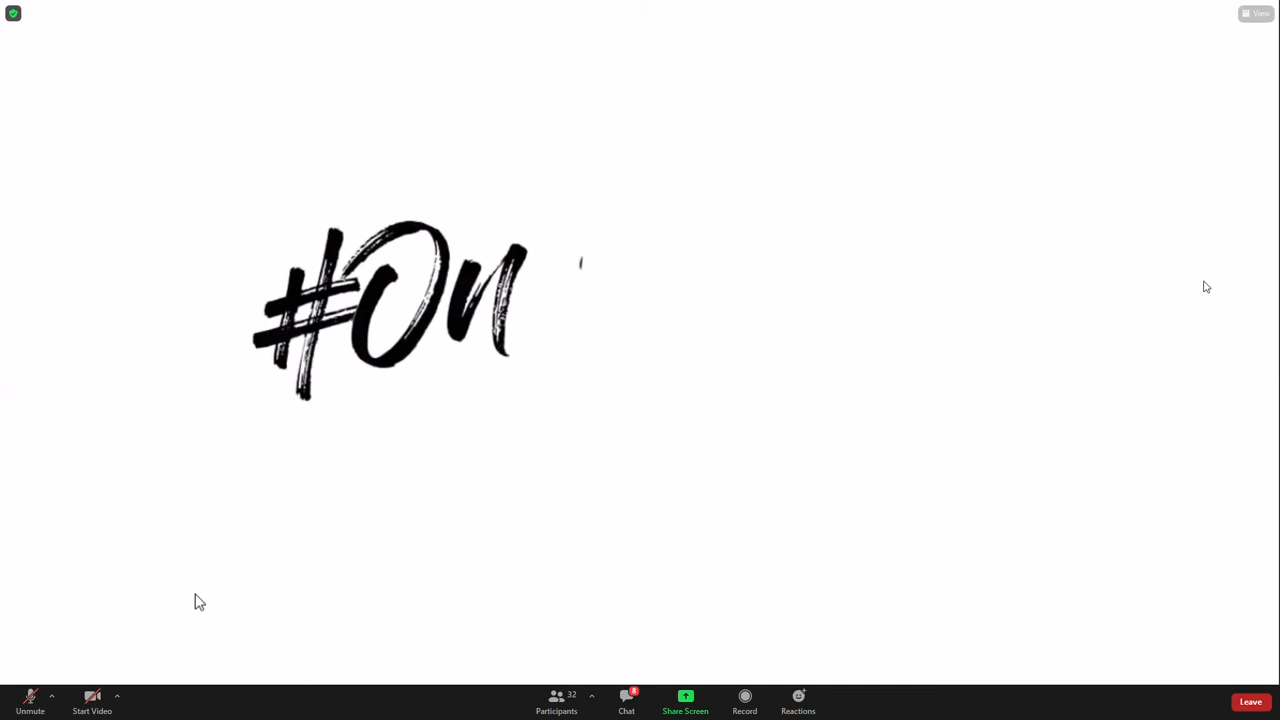 View
#On
Unmute
Start Video
Participants
32
Chat
8
Share Screen
Record
Reactions
Leave